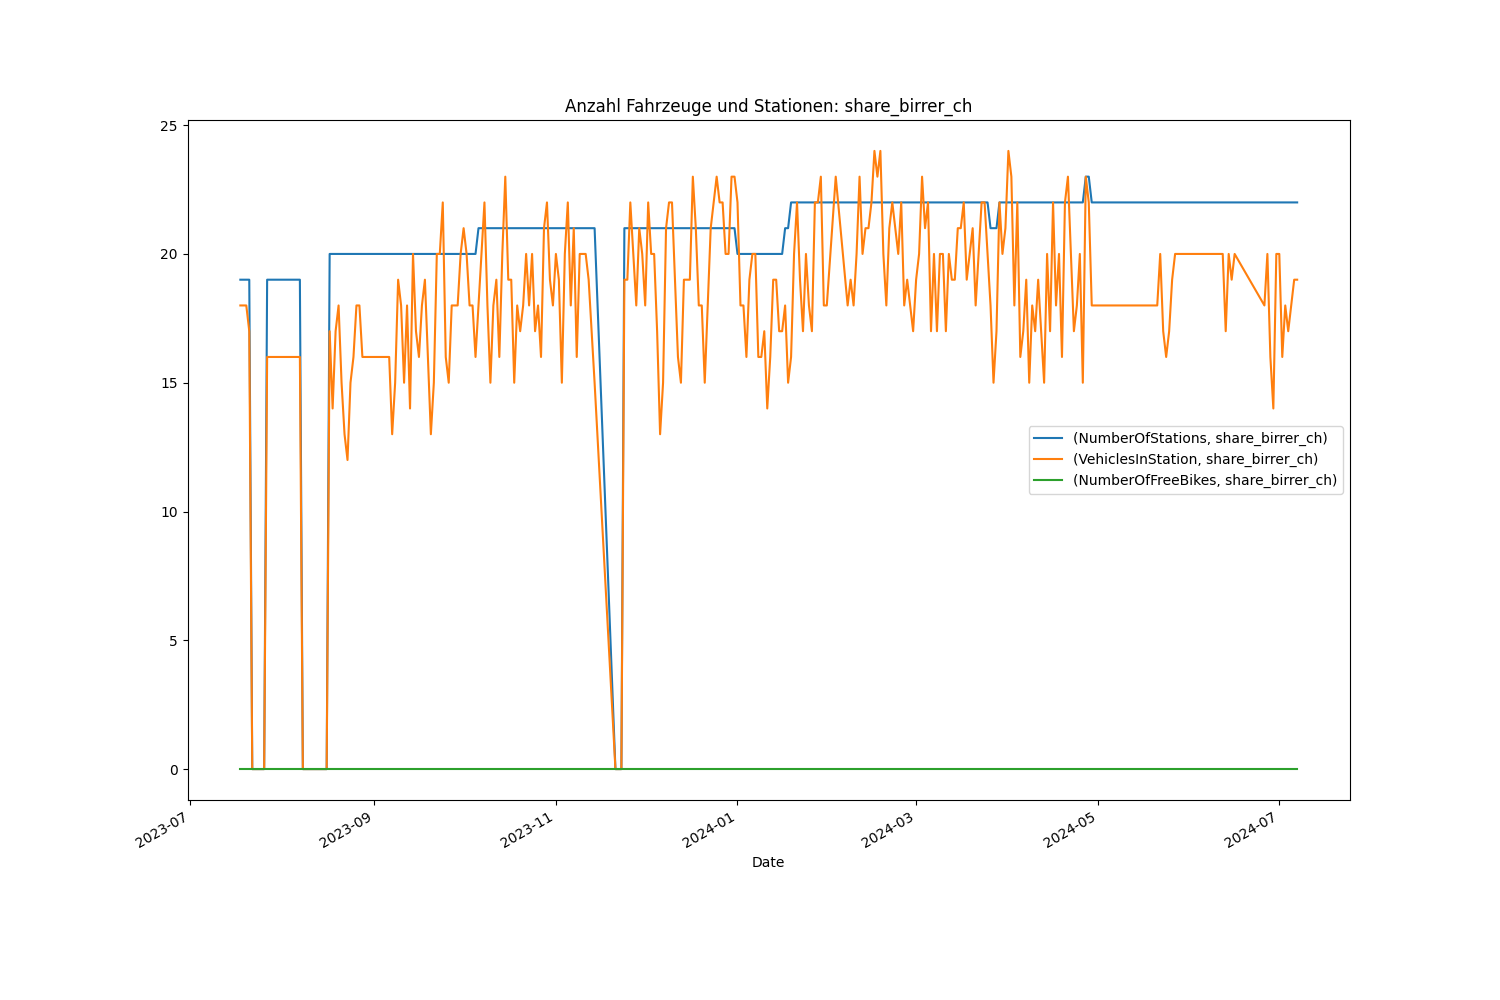 Anzahl Fahrzeuge und Stationen: share_birrer_ch
25
20
15
10
5
0
(NumberOfStations, share_birrer_ch)
(VehiclesInStation, share_birrer_ch)
(NumberOfFreeBikes, share_birrer_ch)
2023-07 2023-09 2023-11 2024-01 2024-03 2024-05 2024-07
Date